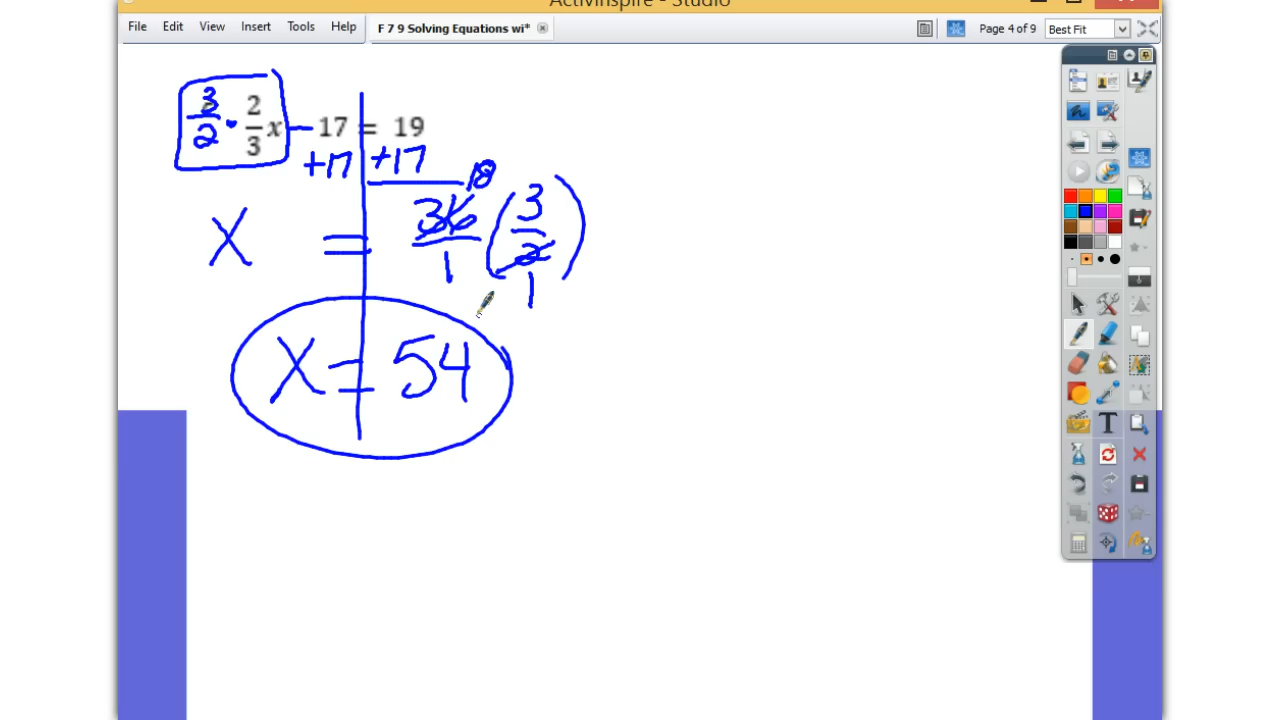 ActivInspire - Studio
File Edit View Insert Tools Help F 7 9 Solving Equations wi* Page 4 of 9 Best Fit
3/2 · 2/3 x - 17 = 19
+17 +17
18
x = 36/1 (3/2)
1
x = 54
T